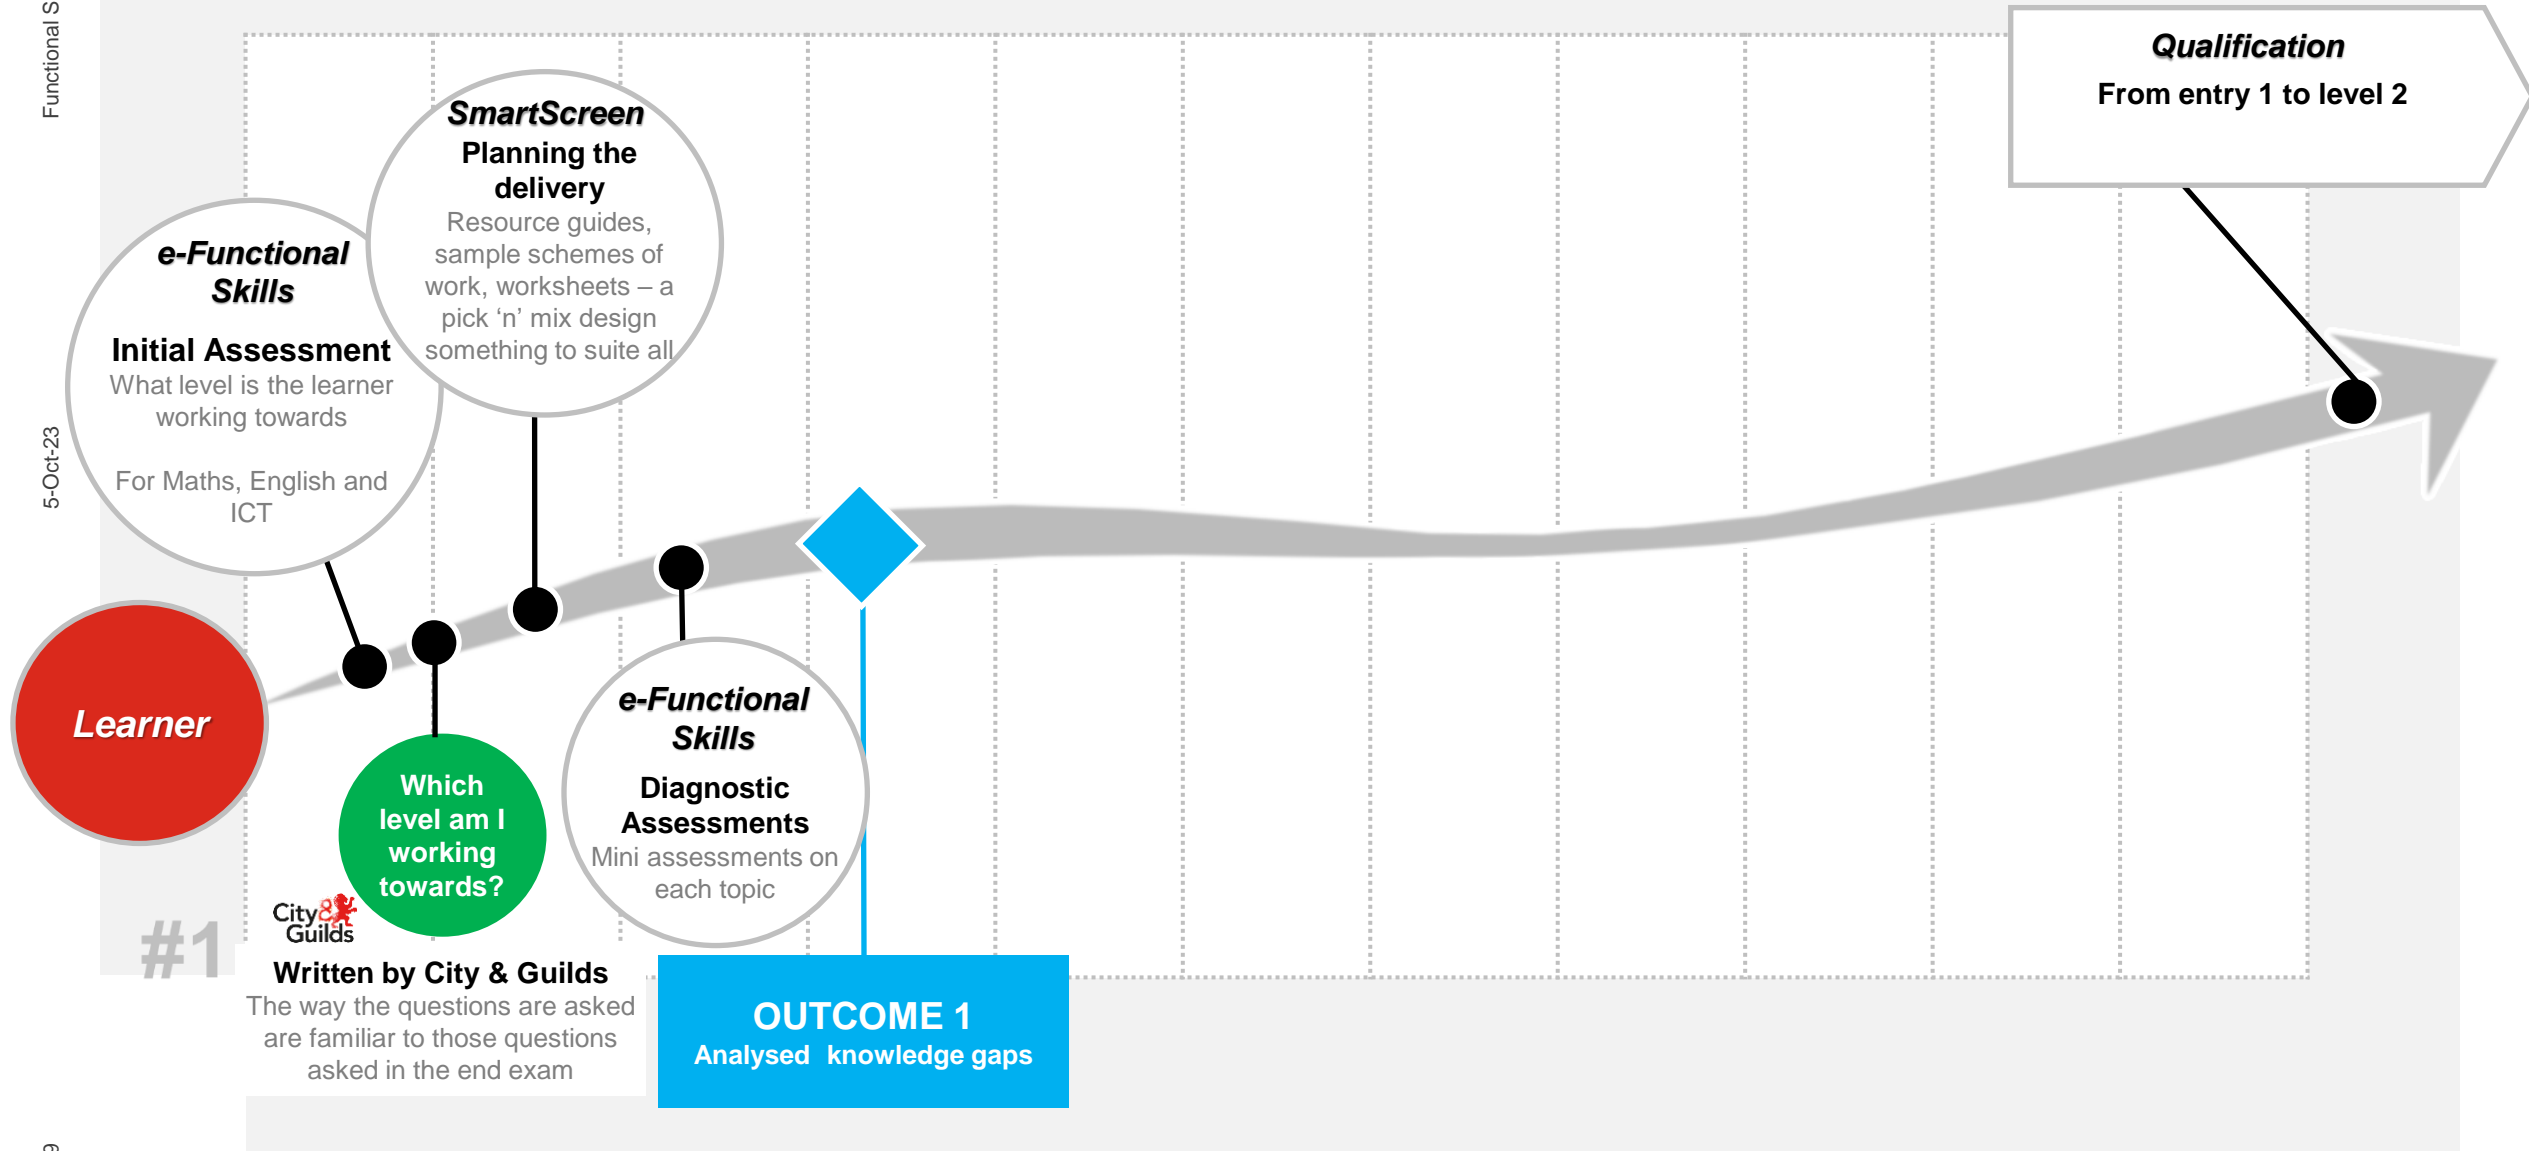 Functional S
5-Oct-23
9
Qualification
From entry 1 to level 2
SmartScreen
Planning the
delivery
Resource guides,
sample schemes of
work, worksheets – a
pick ‘n’ mix design
something to suite all
e-Functional
Skills
Initial Assessment
What level is the learner
working towards
For Maths, English and
ICT
Learner
Which
level am I
working
towards?
e-Functional
Skills
Diagnostic
Assessments
Mini assessments on
each topic
#1
City &
Guilds
Written by City & Guilds
The way the questions are asked
are familiar to those questions
asked in the end exam
OUTCOME 1
Analysed knowledge gaps